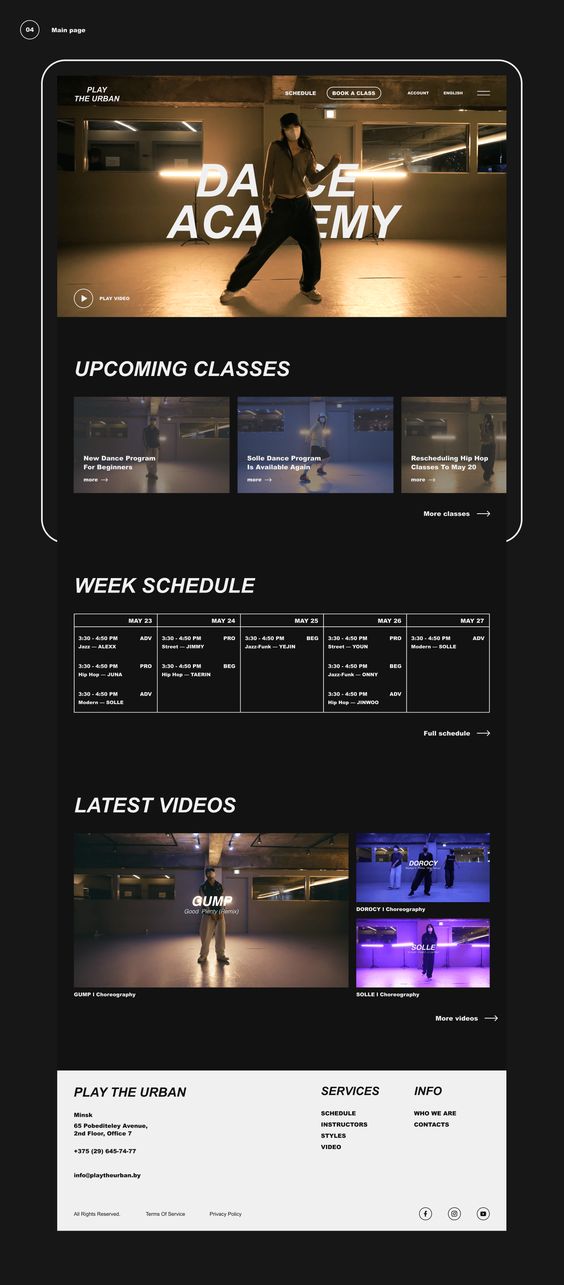 04
Main page
PLAY
THE URBAN
SCHEDULE
BOOK A CLASS
ACCOUNT
ENGLISH
DANCE
ACADEMY
PLAY VIDEO
UPCOMING CLASSES
New Dance Program
For Beginners
more
Solle Dance Program
Is Available Again
more
Rescheduling Hip Hop
Classes To May 20
more
More classes
WEEK SCHEDULE
MAY 23
3:30 - 4:50 PM ADV
Jazz — ALEXX
3:30 - 4:50 PM PRO
Hip Hop — JUNA
3:30 - 4:50 PM ADV
Modern — SOLLE
MAY 24
3:30 - 4:50 PM PRO
Street — JIMMY
3:30 - 4:50 PM BEG
Hip Hop — TAERIN
MAY 25
3:30 - 4:50 PM BEG
Jazz-Funk — YEJIN
MAY 26
3:30 - 4:50 PM PRO
Street — YOUN
3:30 - 4:50 PM BEG
Jazz-Funk — ONNY
3:30 - 4:50 PM ADV
Hip Hop — JINWOO
MAY 27
3:30 - 4:50 PM ADV
Modern — SOLLE
Full schedule
LATEST VIDEOS
GUMP
Good Plenty (Remix)
GUMP I Choreography
DOROCY
DOROCY I Choreography
SOLLE
SOLLE I Choreography
More videos
PLAY THE URBAN
Minsk
65 Pobediteley Avenue,
2nd Floor, Office 7
+375 (29) 645-74-77
info@playtheurban.by
SERVICES
SCHEDULE
INSTRUCTORS
STYLES
VIDEO
INFO
WHO WE ARE
CONTACTS
All Rights Reserved.
Terms Of Service
Privacy Policy